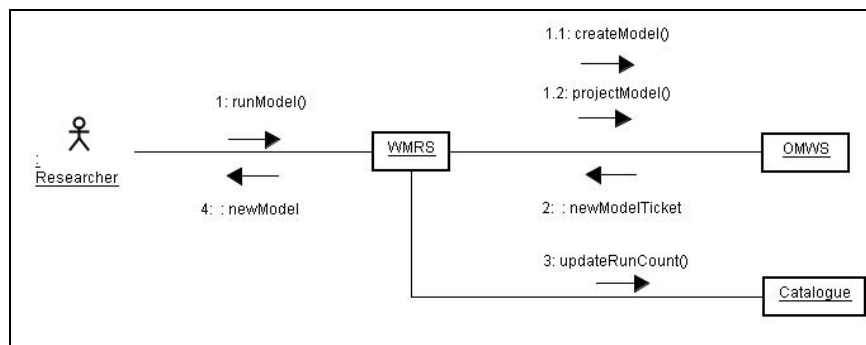 1.1: createModel()
1: runModel()
1.2: projectModel()
:
Researcher
WMRS
OMWS
4: : newModel
2: : newModelTicket
3: updateRunCount()
Catalogue